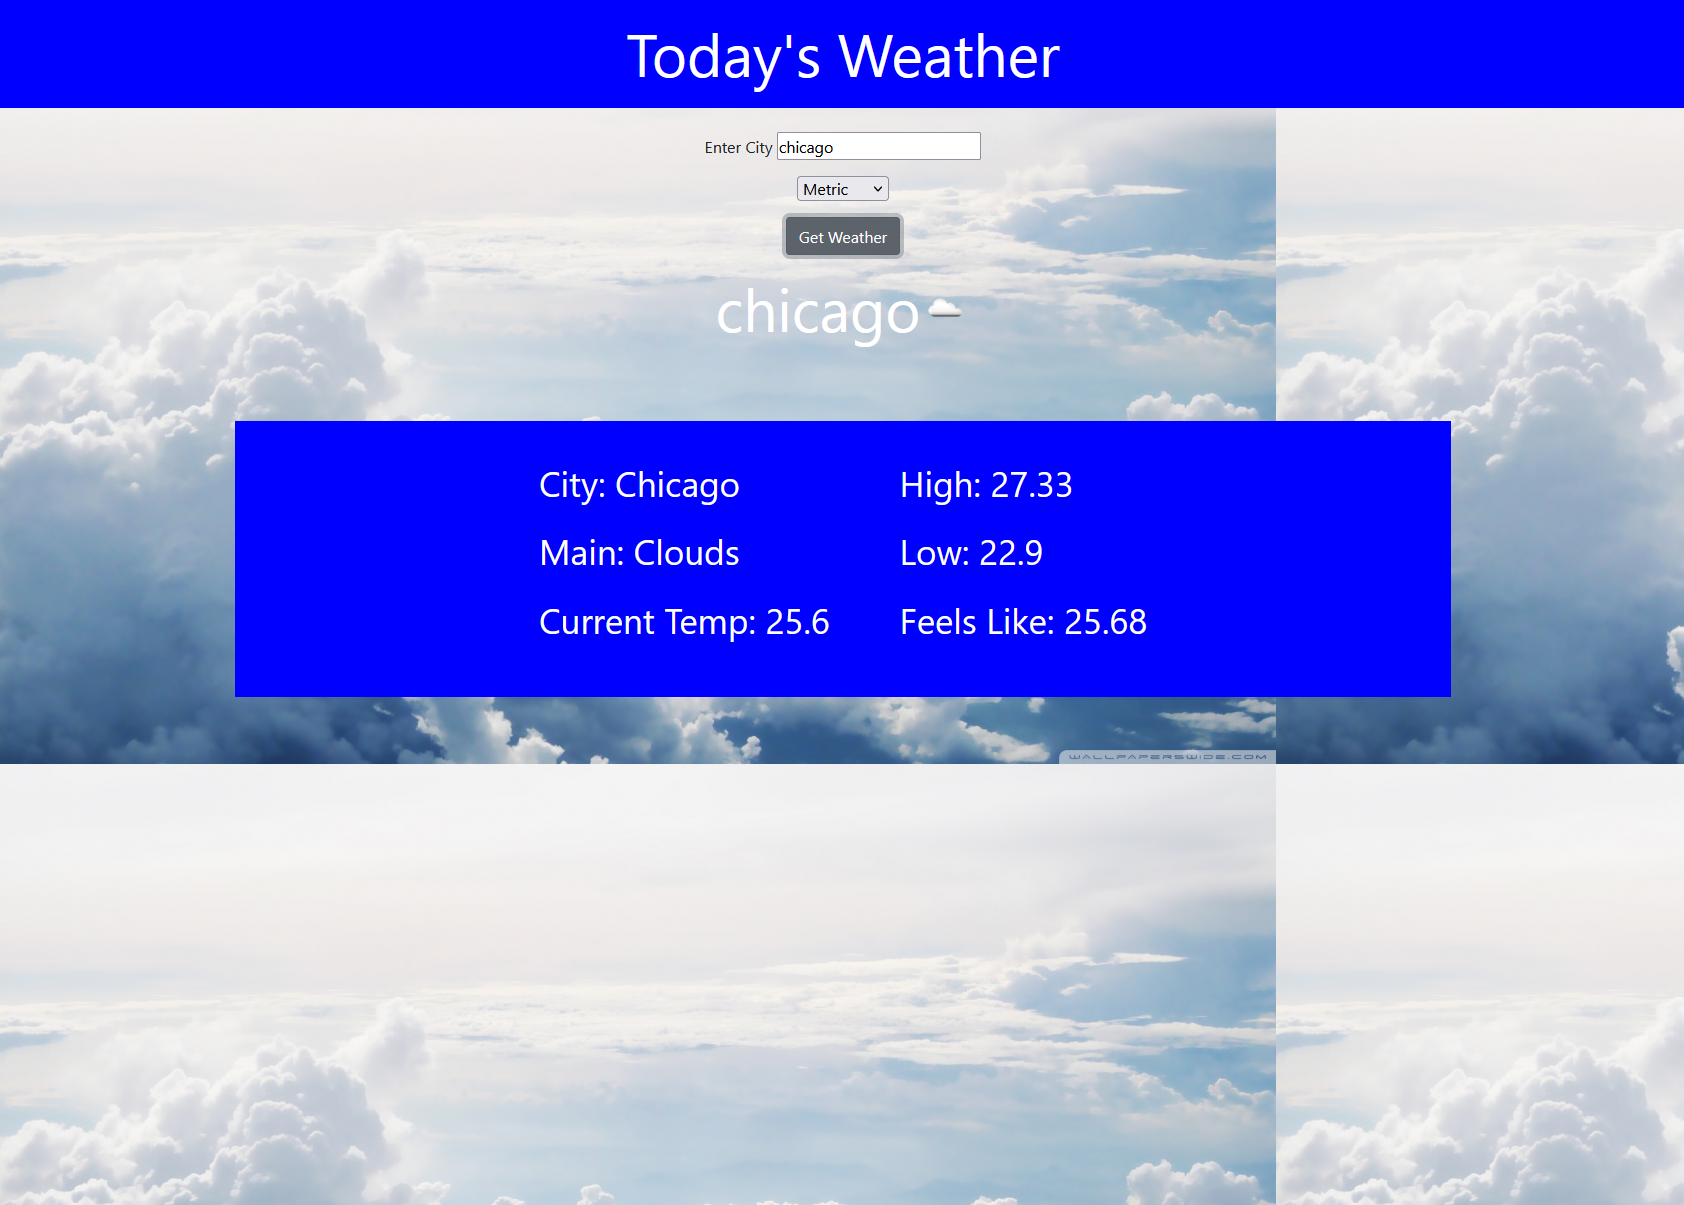 Today's Weather
Enter City chicago
Metric
Get Weather
chicago
City: Chicago
Main: Clouds
Current Temp: 25.6
High: 27.33
Low: 22.9
Feels Like: 25.68
WALLPAPERSWIDE.COM